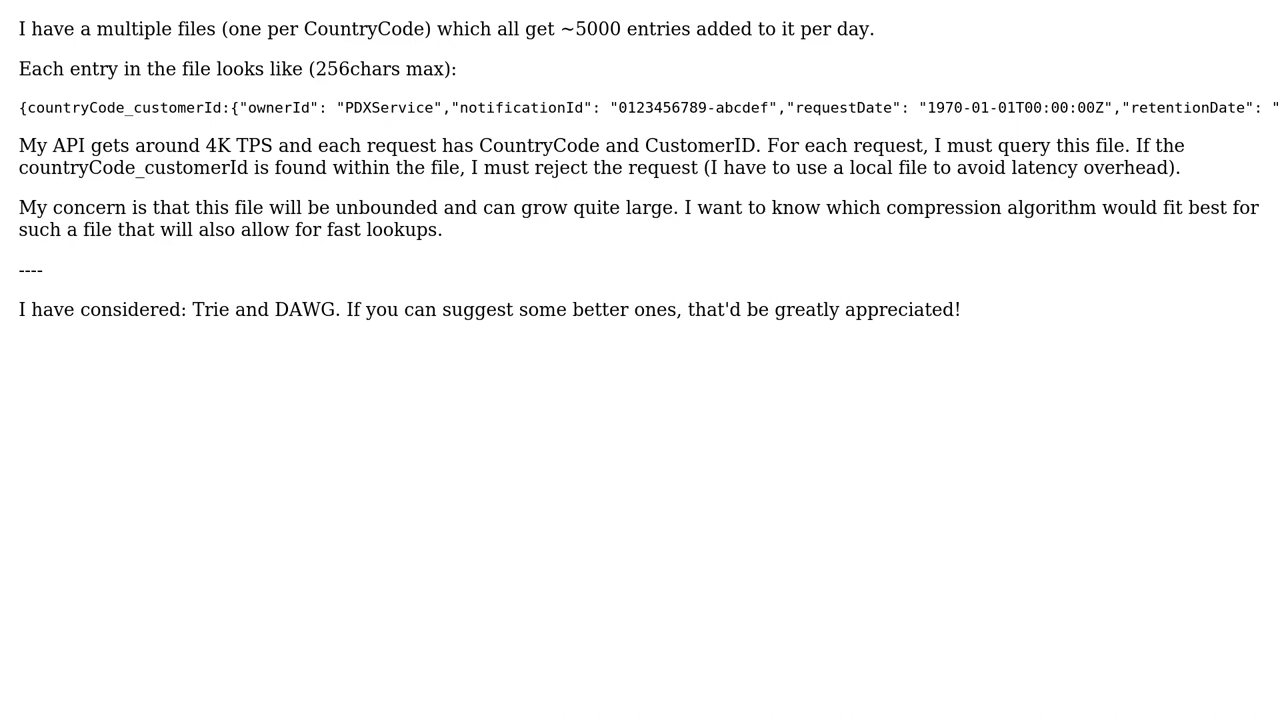 I have a multiple files (one per CountryCode) which all get ~5000 entries added to it per day.
Each entry in the file looks like (256chars max):
{countryCode_customerId:{"ownerId": "PDXService","notificationId": "0123456789-abcdef","requestDate": "1970-01-01T00:00:00Z","retentionDate": "
My API gets around 4K TPS and each request has CountryCode and CustomerID. For each request, I must query this file. If the
countryCode_customerId is found within the file, I must reject the request (I have to use a local file to avoid latency overhead).
My concern is that this file will be unbounded and can grow quite large. I want to know which compression algorithm would fit best for
such a file that will also allow for fast lookups.
----
I have considered: Trie and DAWG. If you can suggest some better ones, that'd be greatly appreciated!